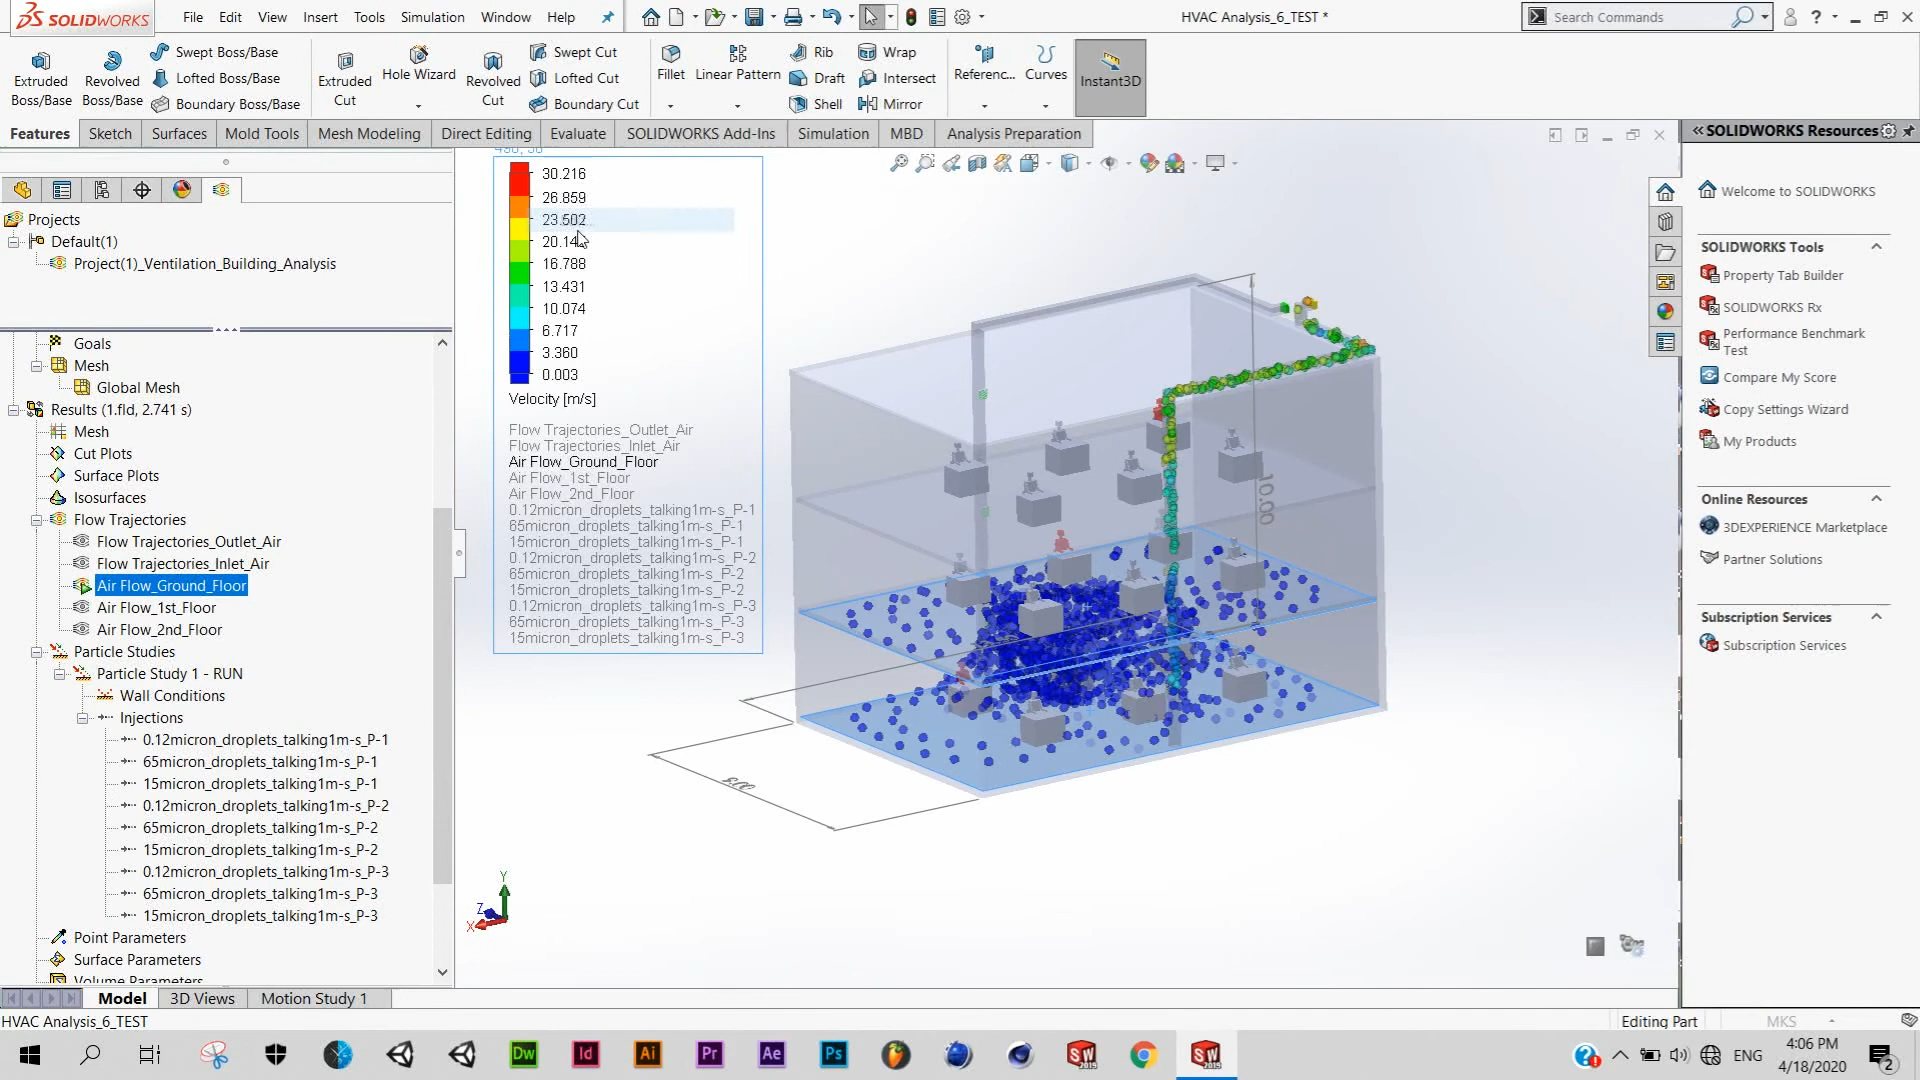 SOLIDWORKS
File Edit View Insert Tools Simulation Window Help
HVAC Analysis_6_TEST *
Search Commands
Extruded Boss/Base
Revolved Boss/Base
Swept Boss/Base
Lofted Boss/Base
Boundary Boss/Base
Extruded Cut
Hole Wizard
Revolved Cut
Swept Cut
Lofted Cut
Boundary Cut
Fillet
Linear Pattern
Rib
Draft
Shell
Wrap
Intersect
Mirror
Referenc...
Curves
Instant3D
Features Sketch Surfaces Mold Tools Mesh Modeling Direct Editing Evaluate SOLIDWORKS Add-Ins Simulation MBD Analysis Preparation
Projects
Default(1)
Project(1)_Ventilation_Building_Analysis
Goals
Mesh
Global Mesh
Results (1.fld, 2.741 s)
Mesh
Cut Plots
Surface Plots
Isosurfaces
Flow Trajectories
Flow Trajectories_Outlet_Air
Flow Trajectories_Inlet_Air
Air Flow_Ground_Floor
Air Flow_1st_Floor
Air Flow_2nd_Floor
Particle Studies
Particle Study 1 - RUN
Wall Conditions
Injections
0.12micron_droplets_talking1m-s_P-1
65micron_droplets_talking1m-s_P-1
15micron_droplets_talking1m-s_P-1
0.12micron_droplets_talking1m-s_P-2
65micron_droplets_talking1m-s_P-2
15micron_droplets_talking1m-s_P-2
0.12micron_droplets_talking1m-s_P-3
65micron_droplets_talking1m-s_P-3
15micron_droplets_talking1m-s_P-3
Point Parameters
Surface Parameters
Volume Parameters
30.216
26.859
23.502
20.14
16.788
13.431
10.074
6.717
3.360
0.003
Velocity [m/s]
Flow Trajectories_Outlet_Air
Flow Trajectories_Inlet_Air
Air Flow_Ground_Floor
Air Flow_1st_Floor
Air Flow_2nd_Floor
0.12micron_droplets_talking1m-s_P-1
65micron_droplets_talking1m-s_P-1
15micron_droplets_talking1m-s_P-1
0.12micron_droplets_talking1m-s_P-2
65micron_droplets_talking1m-s_P-2
15micron_droplets_talking1m-s_P-2
0.12micron_droplets_talking1m-s_P-3
65micron_droplets_talking1m-s_P-3
15micron_droplets_talking1m-s_P-3
10.00
Y
Z
X
SOLIDWORKS Resources
Welcome to SOLIDWORKS
SOLIDWORKS Tools
Property Tab Builder
SOLIDWORKS Rx
Performance Benchmark
Test
Compare My Score
Copy Settings Wizard
My Products
Online Resources
3DEXPERIENCE Marketplace
Partner Solutions
Subscription Services
Subscription Services
Model 3D Views Motion Study 1
HVAC Analysis_6_TEST
Editing Part
MKS
Dw Id Ai Pr Ae Ps
ENG
4:06 PM
4/18/2020
2